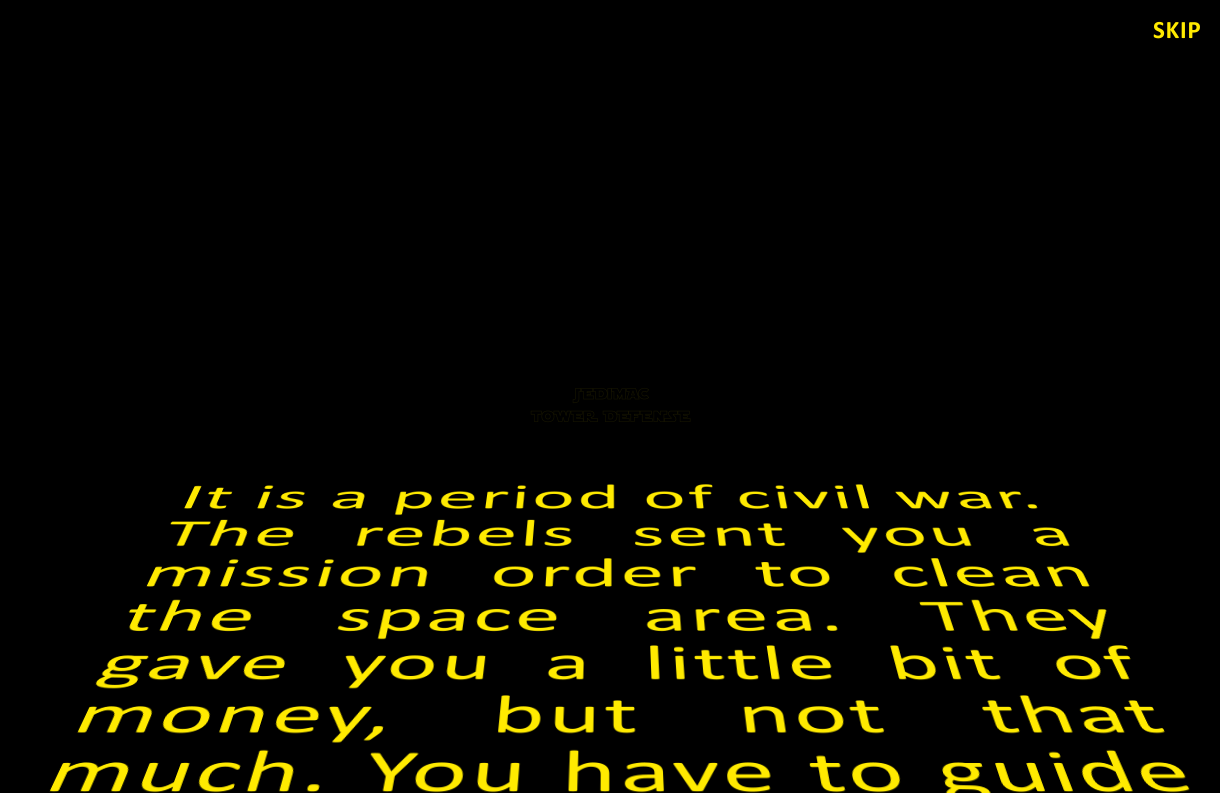 SKIP
JEDIMAC
TOWER DEFENSE
It is a period of civil war.
The rebels sent you a
mission order to clean
the space area. They
gave you a little bit of
money, but not that
much. You have to guide